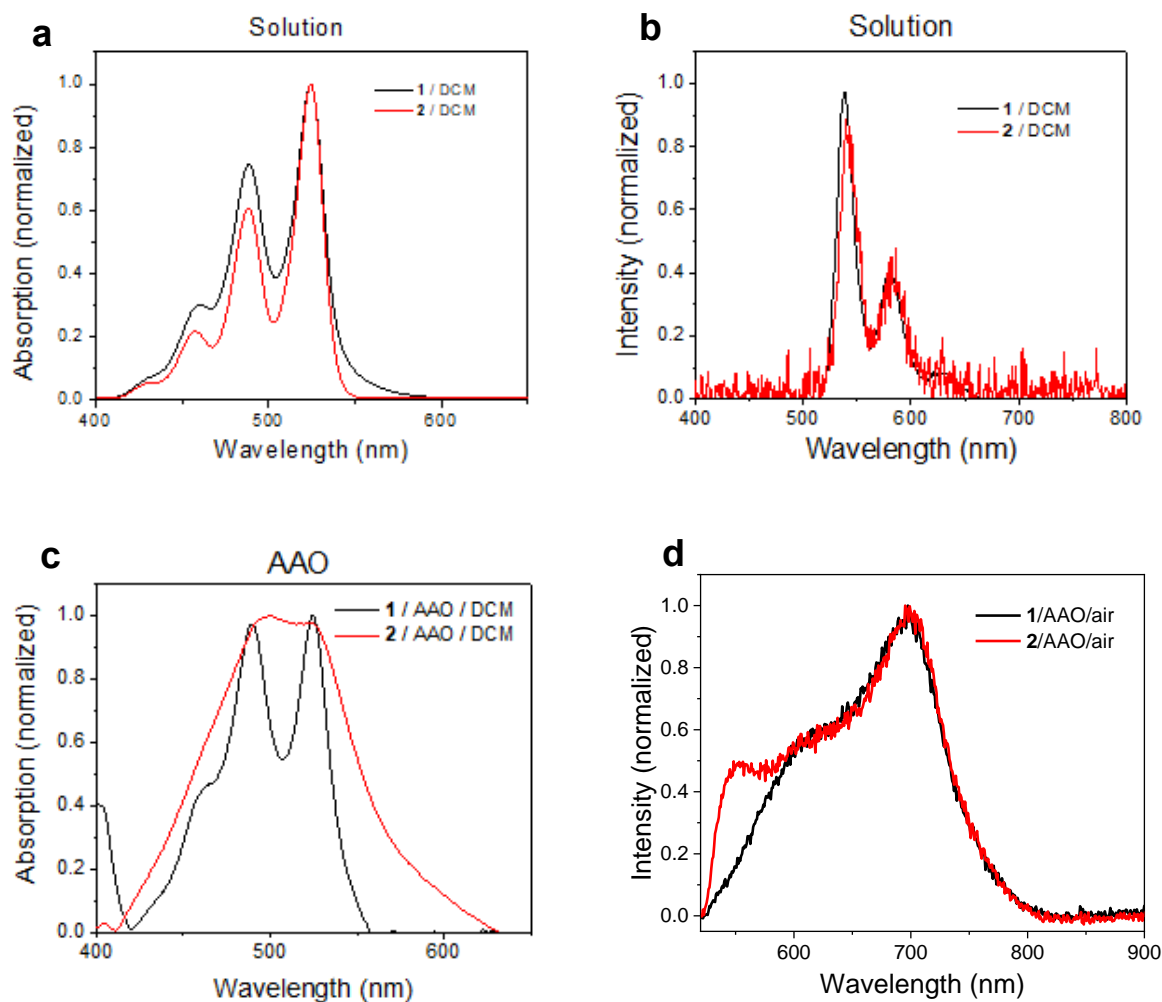 a
Solution
Absorption (normalized)
1.0
0.8
0.6
0.4
0.2
0.0
400
500
600
Wavelength (nm)
1 / DCM
2 / DCM
b
Solution
Intensity (normalized)
1.0
0.8
0.6
0.4
0.2
0.0
400
500
600
700
800
Wavelength (nm)
1 / DCM
2 / DCM
c
AAO
Absorption (normalized)
1.0
0.8
0.6
0.4
0.2
0.0
400
500
600
Wavelength (nm)
1 / AAO / DCM
2 / AAO / DCM
d
Intensity (normalized)
1.0
0.8
0.6
0.4
0.2
0.0
600
700
800
900
Wavelength (nm)
1/AAO/air
2/AAO/air